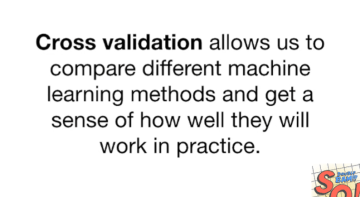 Cross validation allows us to
compare different machine
learning methods and get a
sense of how well they will
work in practice.